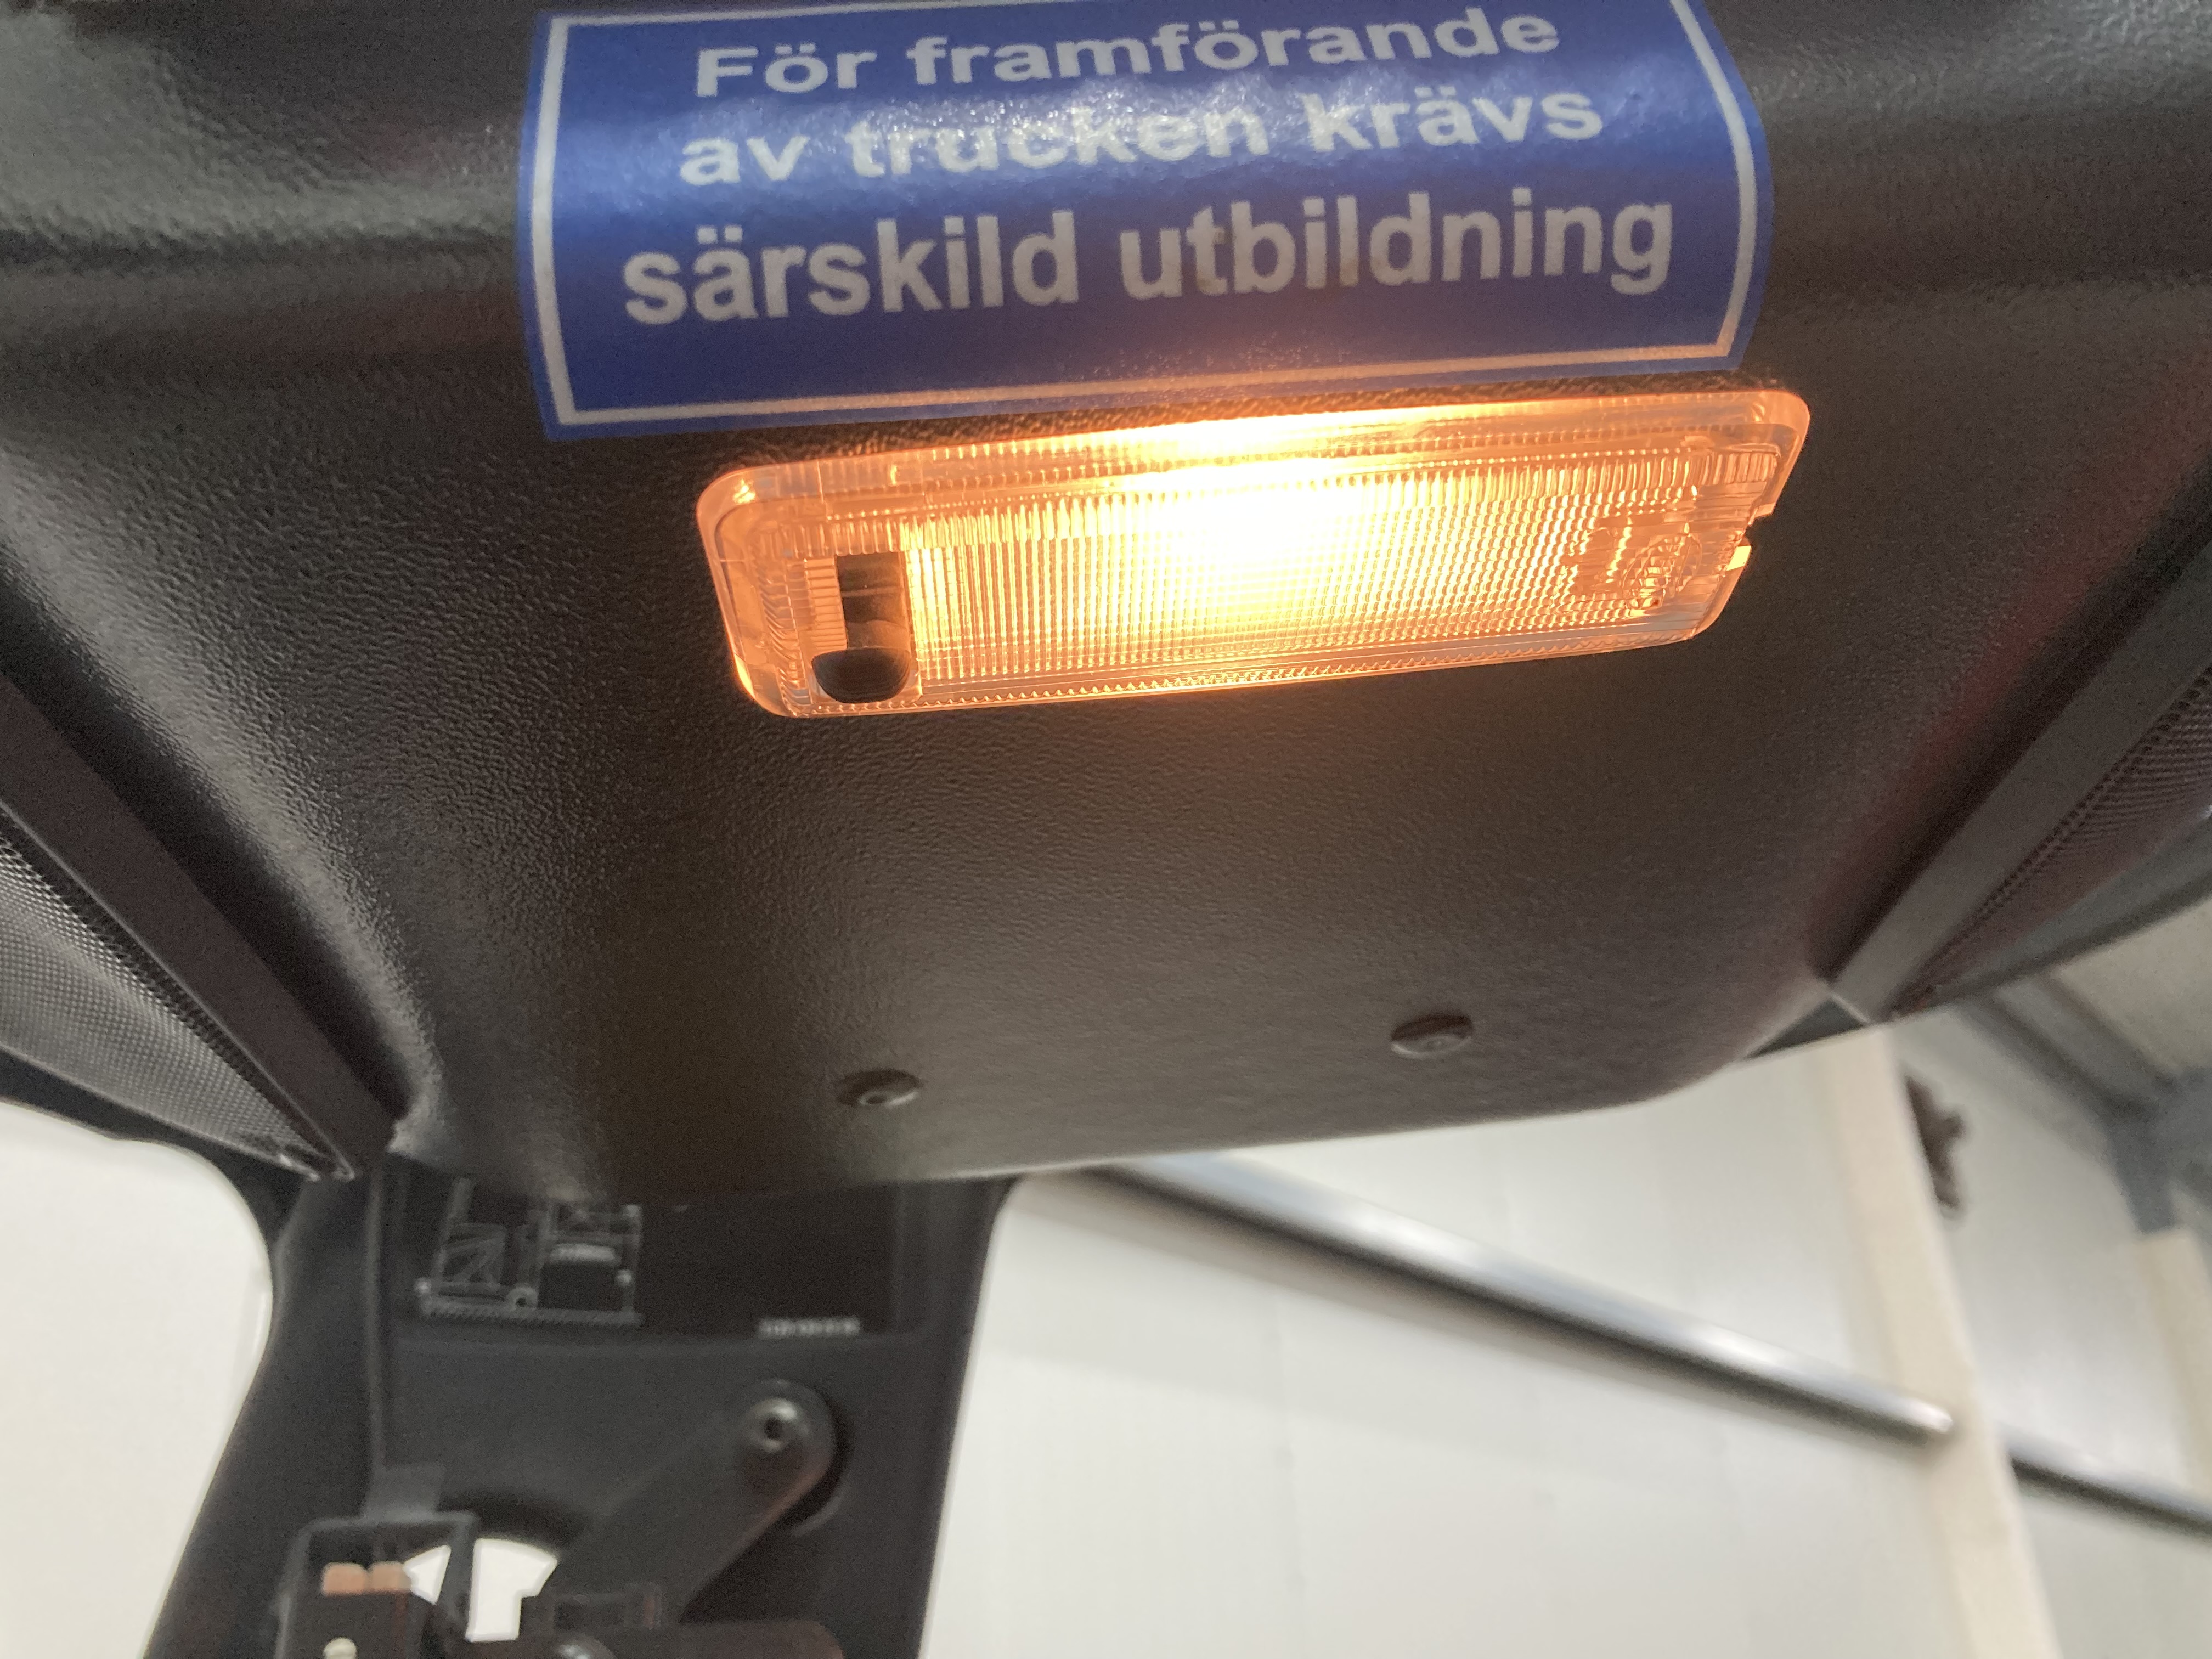 För framförande
av trucken krävs
särskild utbildning